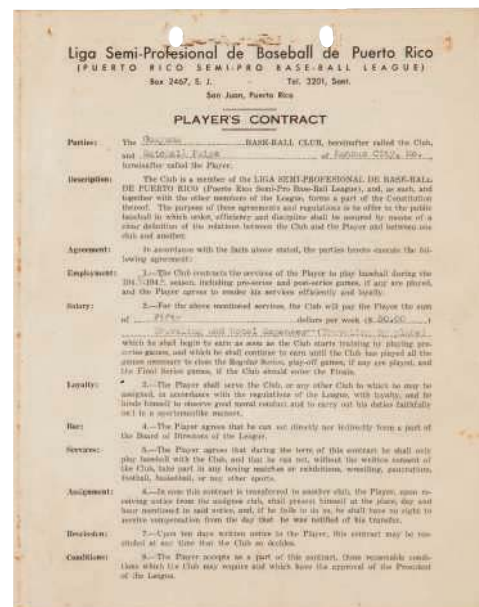 Liga Semi-Profesional de Baseball de Puerto Rico
(PUERTO RICO SEMI-PRO BASE-BALL LEAGUE)
Box 2467, S. J. - Tel. 3201, Sant.
San Juan, Puerto Rico
PLAYER'S CONTRACT
Parties: The BASE-BALL CLUB, hereinafter called the Club,
and Satchell Paige of Kansas City, Mo.
hereinafter called the Player.
Description: The Club is a member of the LIGA SEMI-PROFESIONAL DE BASE-BALL
DE PUERTO RICO (Puerto Rico Semi-Pro Base-Ball League), and, as such, and
together with the other members of the League, forms a part of the Constitution
thereof. The purpose of these agreements and regulations is to offer to the public
baseball in which order, efficiency and discipline shall be assured by means of a
clear definition of the relations between the Club and the Player and between one
club and another.
Agreement: In accordance with the facts above stated, the parties hereto execute the fol-
lowing agreement:
Employment: 1.—The Club contracts the services of the Player to play baseball during the
194 -194 season, including pre-series and post-series games, if any are played,
and the Player to render his services efficiently and loyally.
Salary: 2.—For the above mentioned services, the Club will pay the Player the sum
of dollars per week ($ 50.00 )
Traveling and Hotel Expenses (Traveling by plane)
which he shall begin to earn as soon as the Club starts training by playing pre-
series games, and which he shall continue to earn until the Club has played all the
games necessary to close the Regular Series, play-off games, if any are played, and
the Final Series games, if the Club should enter the Finals.
Loyalty: 3.—The Player shall serve the Club, or any other Club to which he may be
assigned, in accordance with the regulations of the League, with loyalty, and he
binds himself to observe good moral conduct and to carry out his duties faithfully
and in a sportsmanlike manner.
Bar: 4.—The Player agrees that he can not directly nor indirectly form a part of
the Board of Directors of the League.
Services: 5.—The Player agrees that during the term of this contract he shall only
play baseball with the Club, and that he can not, without the written consent of
the Club, take part in any boxing matches or exhibitions, wrestling, gymnastics,
football, basketball, or any other sports.
Assignment: 6.—In case this contract is transferred to another club, the Player, upon re-
ceiving notice from the assignee club, shall present himself at the place, day and
hour mentioned in said notice, and, if he fails to do so, he shall have no right to
receive compensation from the day that he was notified of his transfer.
Rescission: 7.—Upon ten days written notice to the Player, this contract may be res-
cinded at any time that the Club so decides.
Conditions: The Player accepts as a part of this contract, those reasonable condi-
tions which the Club may require and which have the approval of the President
of the League.